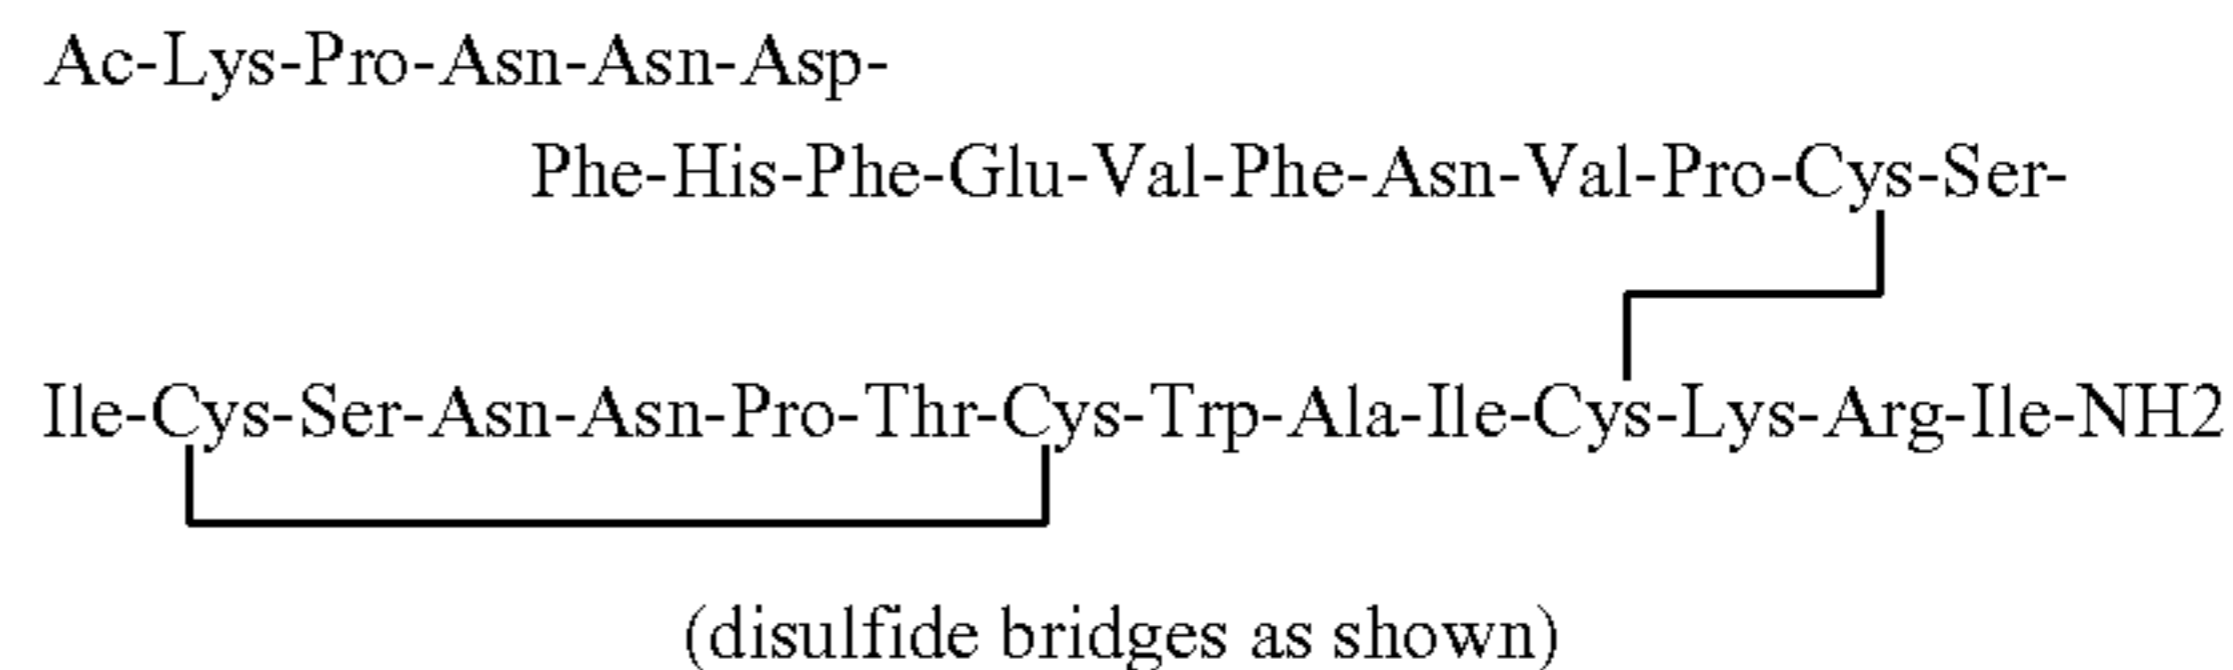 Ac-Lys-Pro-Asn-Asn-Asp-
Phe-His-Phe-Glu-Val-Phe-Asn-Val-Pro-Cys-Ser-
Ile-Cys-Ser-Asn-Asn-Pro-Thr-Cys-Trp-Ala-Ile-Cys-Lys-Arg-Ile-NH2
(disulfide bridges as shown)